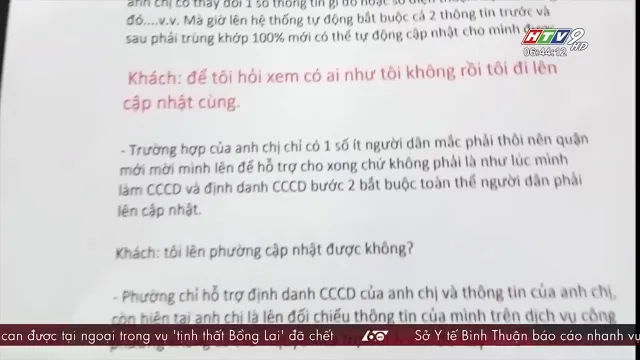 anh chị có thay đổi 1 số thông tin gì đó hoặc số điện thoại
đó....v.v. Mà giờ lên hệ thống tự động bắt buộc cả 2 thông tin trước và
sau phải trùng khớp 100% mới có thể tự động cập nhật cho mình được
HTV9 HD
06:44:12
Khách: để tôi hỏi xem có ai như tôi không rồi tôi đi lên
cập nhật cùng.
- Trường hợp của anh chị chỉ có 1 số ít người dân mắc phải thôi nên quận
mới mời mình lên để hỗ trợ cho xong chứ không phải là như lúc mình
làm CCCD và định danh CCCD bước 2 bắt buộc toàn thể người dân phải
lên cập nhật.
Khách: tôi lên phường cập nhật được không?
- Phường chỉ hỗ trợ định danh CCCD của anh chị và thông tin của anh chị,
còn hiện tại anh chị là lên đối chiếu thông tin của mình trên dịch vụ công
can được tại ngoại trong vụ 'tịnh thất Bồng Lai' đã chết
Sở Y tế Bình Thuận báo cáo nhanh vụ